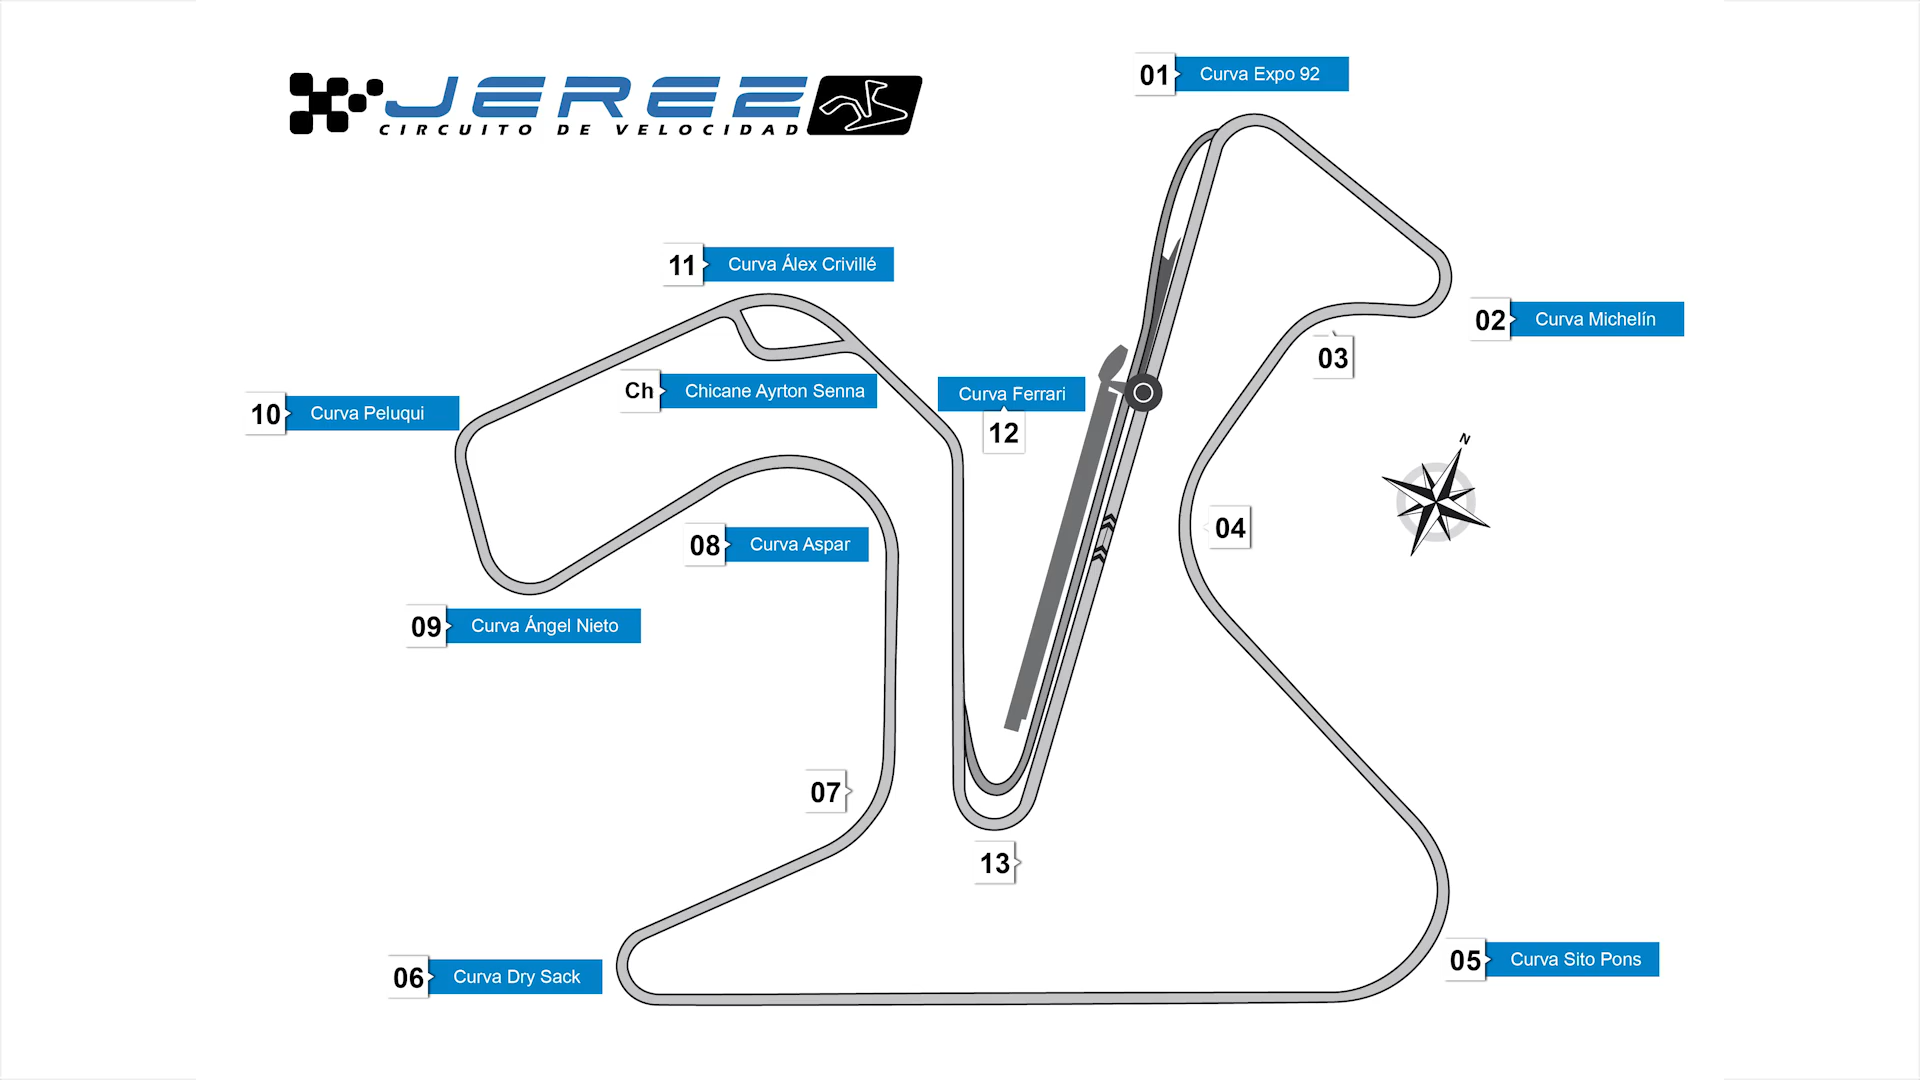 JEREZ
CIRCUITO DE VELOCIDAD
01 Curva Expo 92
11 Curva Álex Crivillé
02 Curva Michelín
03
Ch Chicane Ayrton Senna
Curva Ferrari
12
10 Curva Peluqui
N
04
08 Curva Aspar
09 Curva Ángel Nieto
07
13
05 Curva Sito Pons
06 Curva Dry Sack